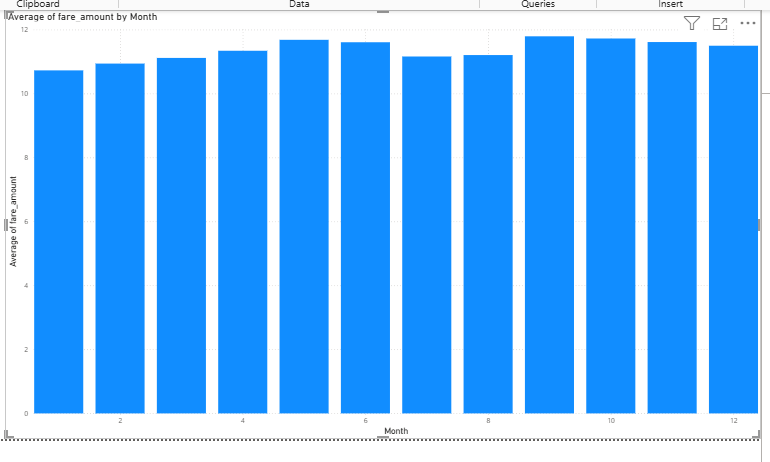 Clipboard Data Queries Insert
Average of fare_amount by Month
12
10
8
6
4
2
0
Average of fare_amount
2 4 6 8 10 12
Month